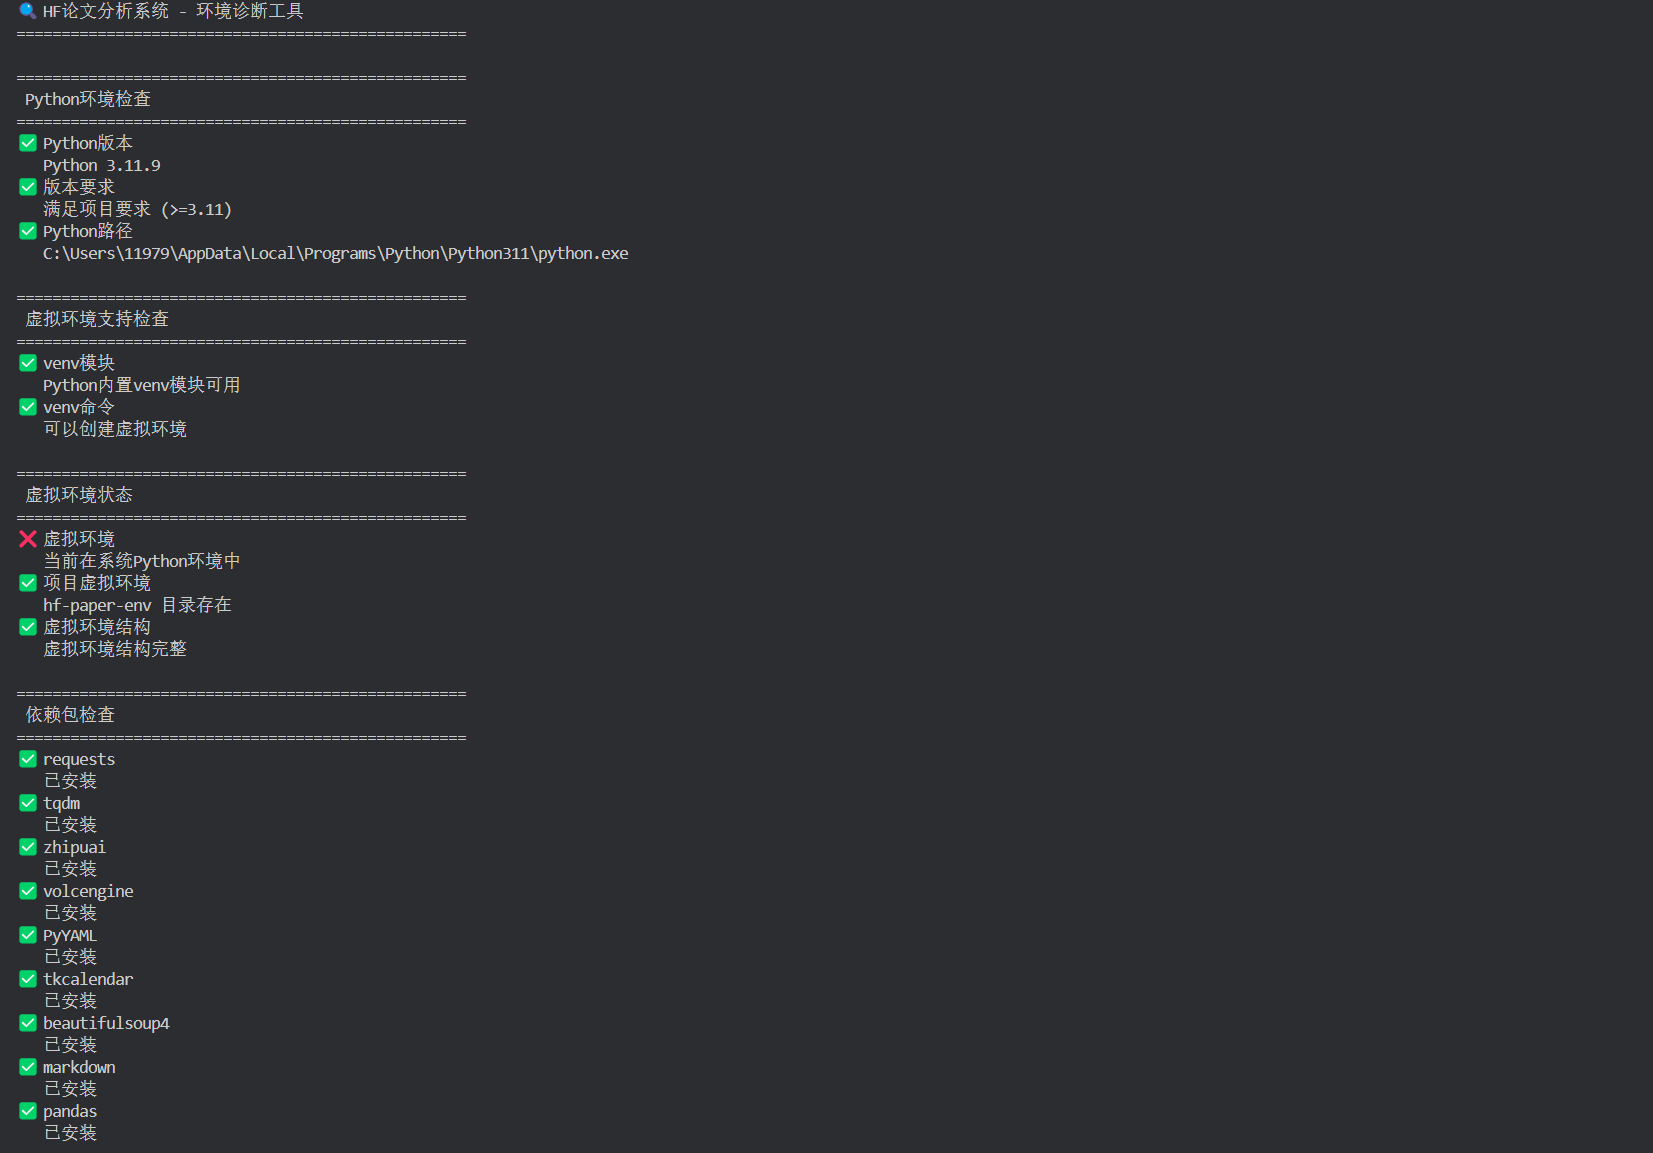 🔍 HF论文分析系统 - 环境诊断工具
==================================================
==================================================
Python环境检查
==================================================
✅ Python版本
Python 3.11.9
✅ 版本要求
满足项目要求 (>=3.11)
✅ Python路径
C:\Users\11979\AppData\Local\Programs\Python\Python311\python.exe
==================================================
虚拟环境支持检查
==================================================
✅ venv模块
Python内置venv模块可用
✅ venv命令
可以创建虚拟环境
==================================================
虚拟环境状态
==================================================
❌ 虚拟环境
当前在系统Python环境中
✅ 项目虚拟环境
hf-paper-env 目录存在
✅ 虚拟环境结构
虚拟环境结构完整
==================================================
依赖包检查
==================================================
✅ requests
已安装
✅ tqdm
已安装
✅ zhipuai
已安装
✅ volcengine
已安装
✅ PyYAML
已安装
✅ tkcalendar
已安装
✅ beautifulsoup4
已安装
✅ markdown
已安装
✅ pandas
已安装